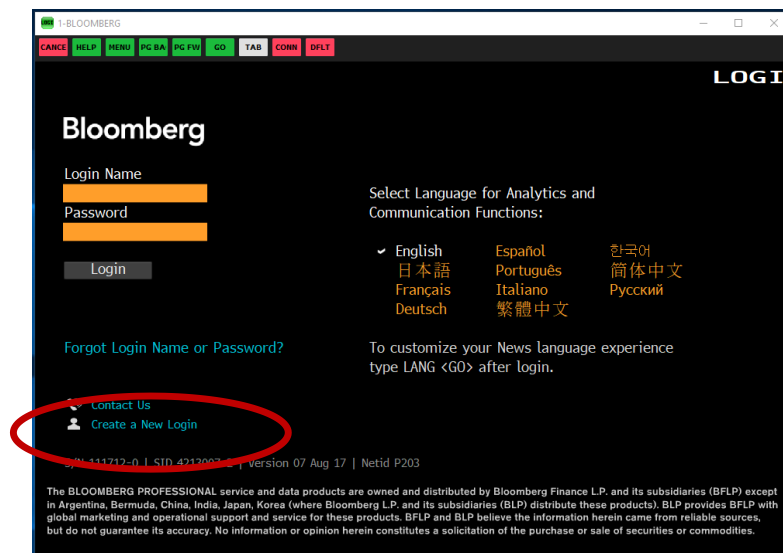 1-BLOOMBERG
CANCE HELP MENU PG BA PG FW GO TAB CONN DFLT
LOGI
Bloomberg
Login Name
Password
Login
Forgot Login Name or Password?
Contact Us
Create a New Login
Select Language for Analytics and
Communication Functions:
English Español 한국어
日本語 Português 简体中文
Français Italiano Русский
Deutsch 繁體中文
To customize your News language experience
type LANG <GO> after login.
111712-0 | SID Version 07 Aug 17 | Netid P203
The BLOOMBERG PROFESSIONAL service and data products are owned and distributed by Bloomberg Finance L.P. and its subsidiaries (BFLP) except
in Argentina, Bermuda, China, India, Japan, Korea (where Bloomberg L.P. and its subsidiaries (BLP) distribute these products). BLP provides BFLP with
global marketing and operational support and service for these products. BFLP and BLP believe the information herein came from reliable sources,
but do not guarantee its accuracy. No information or opinion herein constitutes a solicitation of the purchase or sale of securities or commodities.